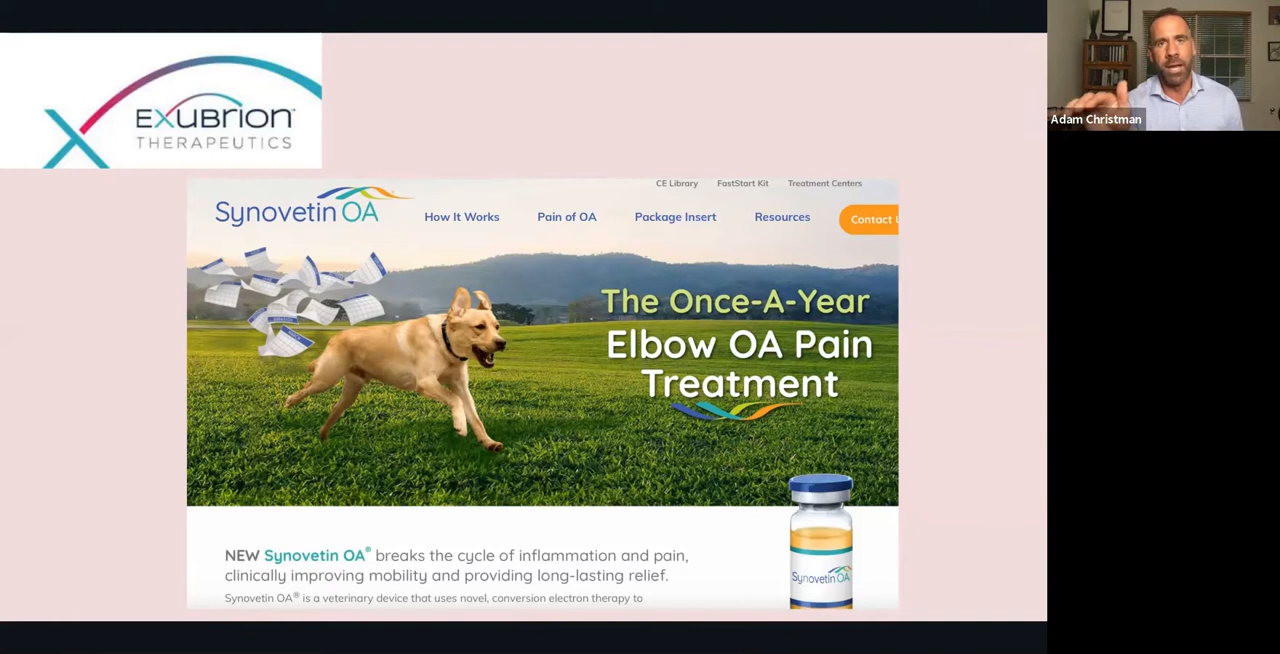 EXUBRION
THERAPEUTICS
Adam Christman
CE Library FastStart Kit Treatment Centers
Synovetin OA
How It Works Pain of OA Package Insert Resources
Contact U
The Once-A-Year
Elbow OA Pain
Treatment
NEW Synovetin OA® breaks the cycle of inflammation and pain,
clinically improving mobility and providing long-lasting relief.
Synovetin OA® is a veterinary device that uses novel, conversion electron therapy to
Synovetin OA